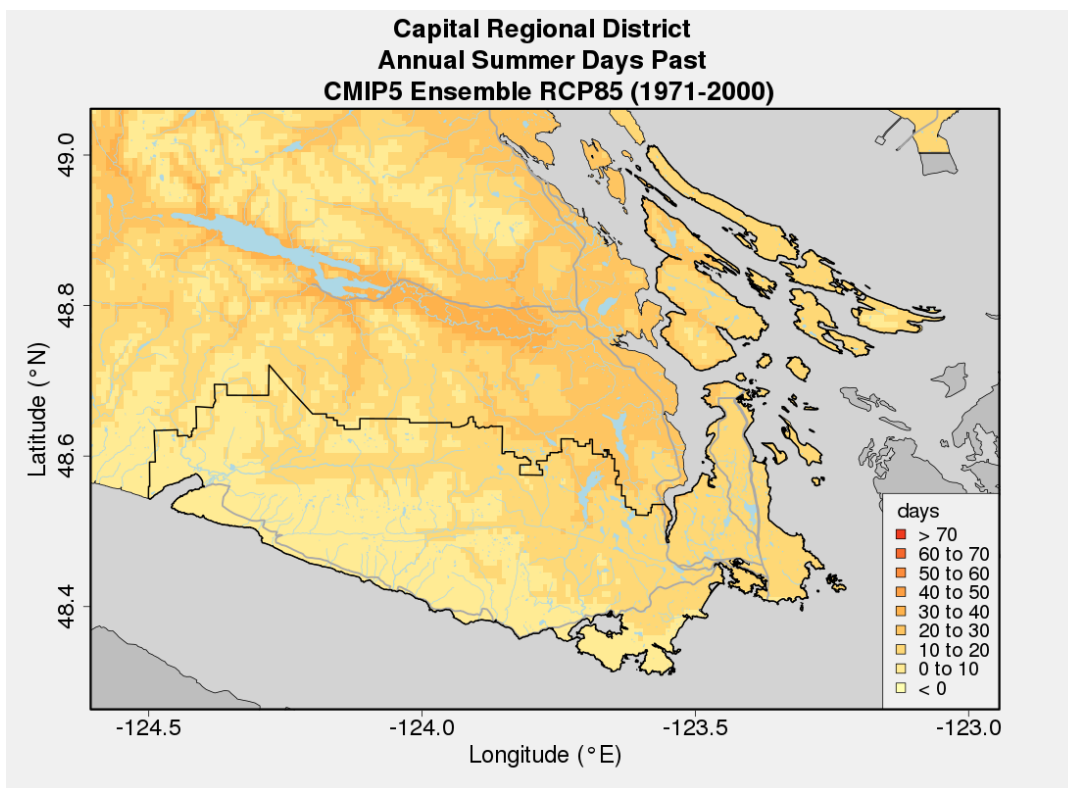 Capital Regional District
Annual Summer Days Past
CMIP5 Ensemble RCP85 (1971-2000)
49.0
48.8
48.6
48.4
Latitude (°N)
days
> 70
60 to 70
50 to 60
40 to 50
30 to 40
20 to 30
10 to 20
0 to 10
< 0
-124.5
-124.0
-123.5
-123.0
Longitude (°E)